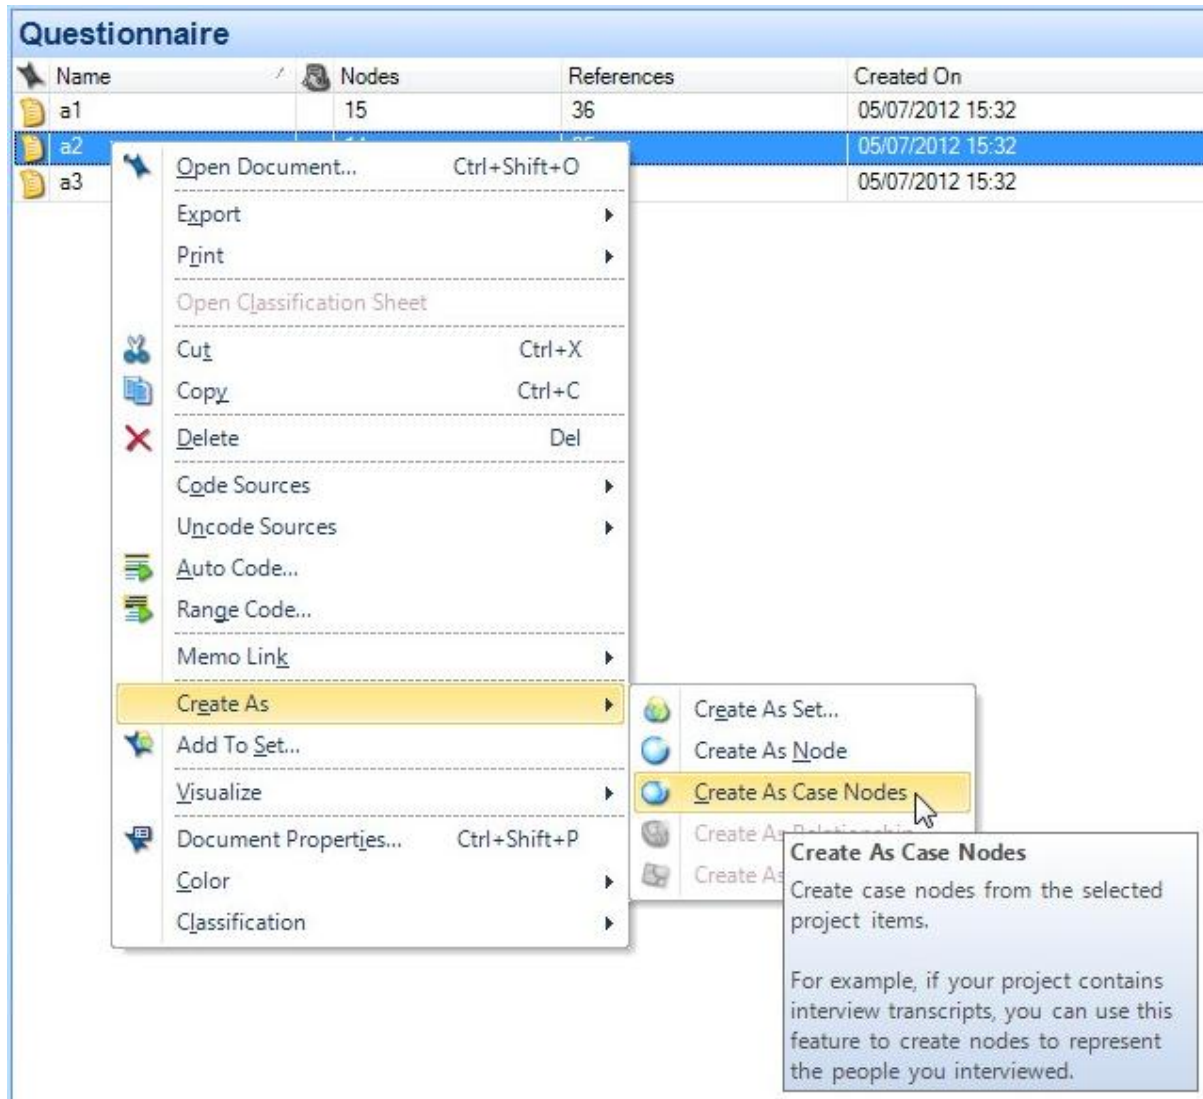 Questionnaire
Name Nodes References Created On
a1 15 36 05/07/2012 15:32
a2 05/07/2012 15:32
a3 05/07/2012 15:32
Open Document... Ctrl+Shift+O
Export
Print
Open Classification Sheet
Cut Ctrl+X
Copy Ctrl+C
Delete Del
Code Sources
Uncode Sources
Auto Code...
Range Code...
Memo Link
Create As
Add To Set...
Visualize
Document Properties... Ctrl+Shift+P
Color
Classification
Create As Set...
Create As Node
Create As Case Nodes
Create As
Create As
Create As Case Nodes
Create case nodes from the selected
project items.
For example, if your project contains
interview transcripts, you can use this
feature to create nodes to represent
the people you interviewed.